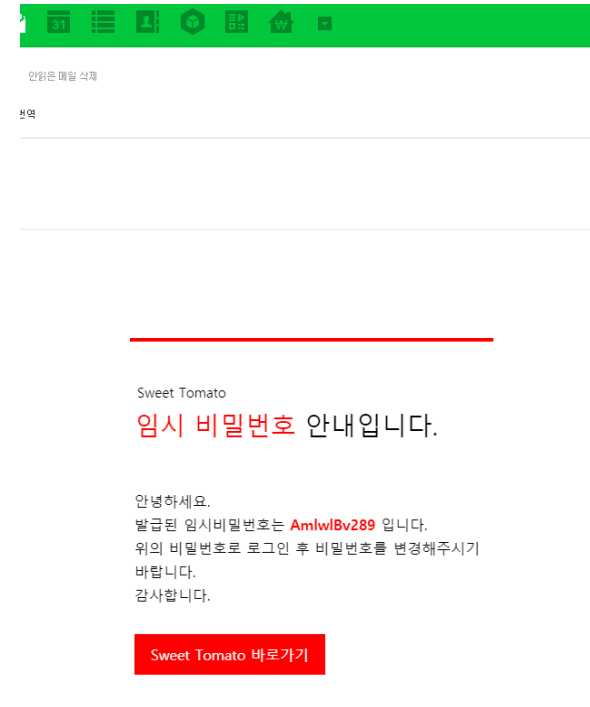 31
안읽은 메일 삭제
번역
Sweet Tomato
임시 비밀번호 안내입니다.
안녕하세요.
발급된 임시비밀번호는 AmlwlBv289 입니다.
위의 비밀번호로 로그인 후 비밀번호를 변경해주시기
바랍니다.
감사합니다.
Sweet Tomato 바로가기